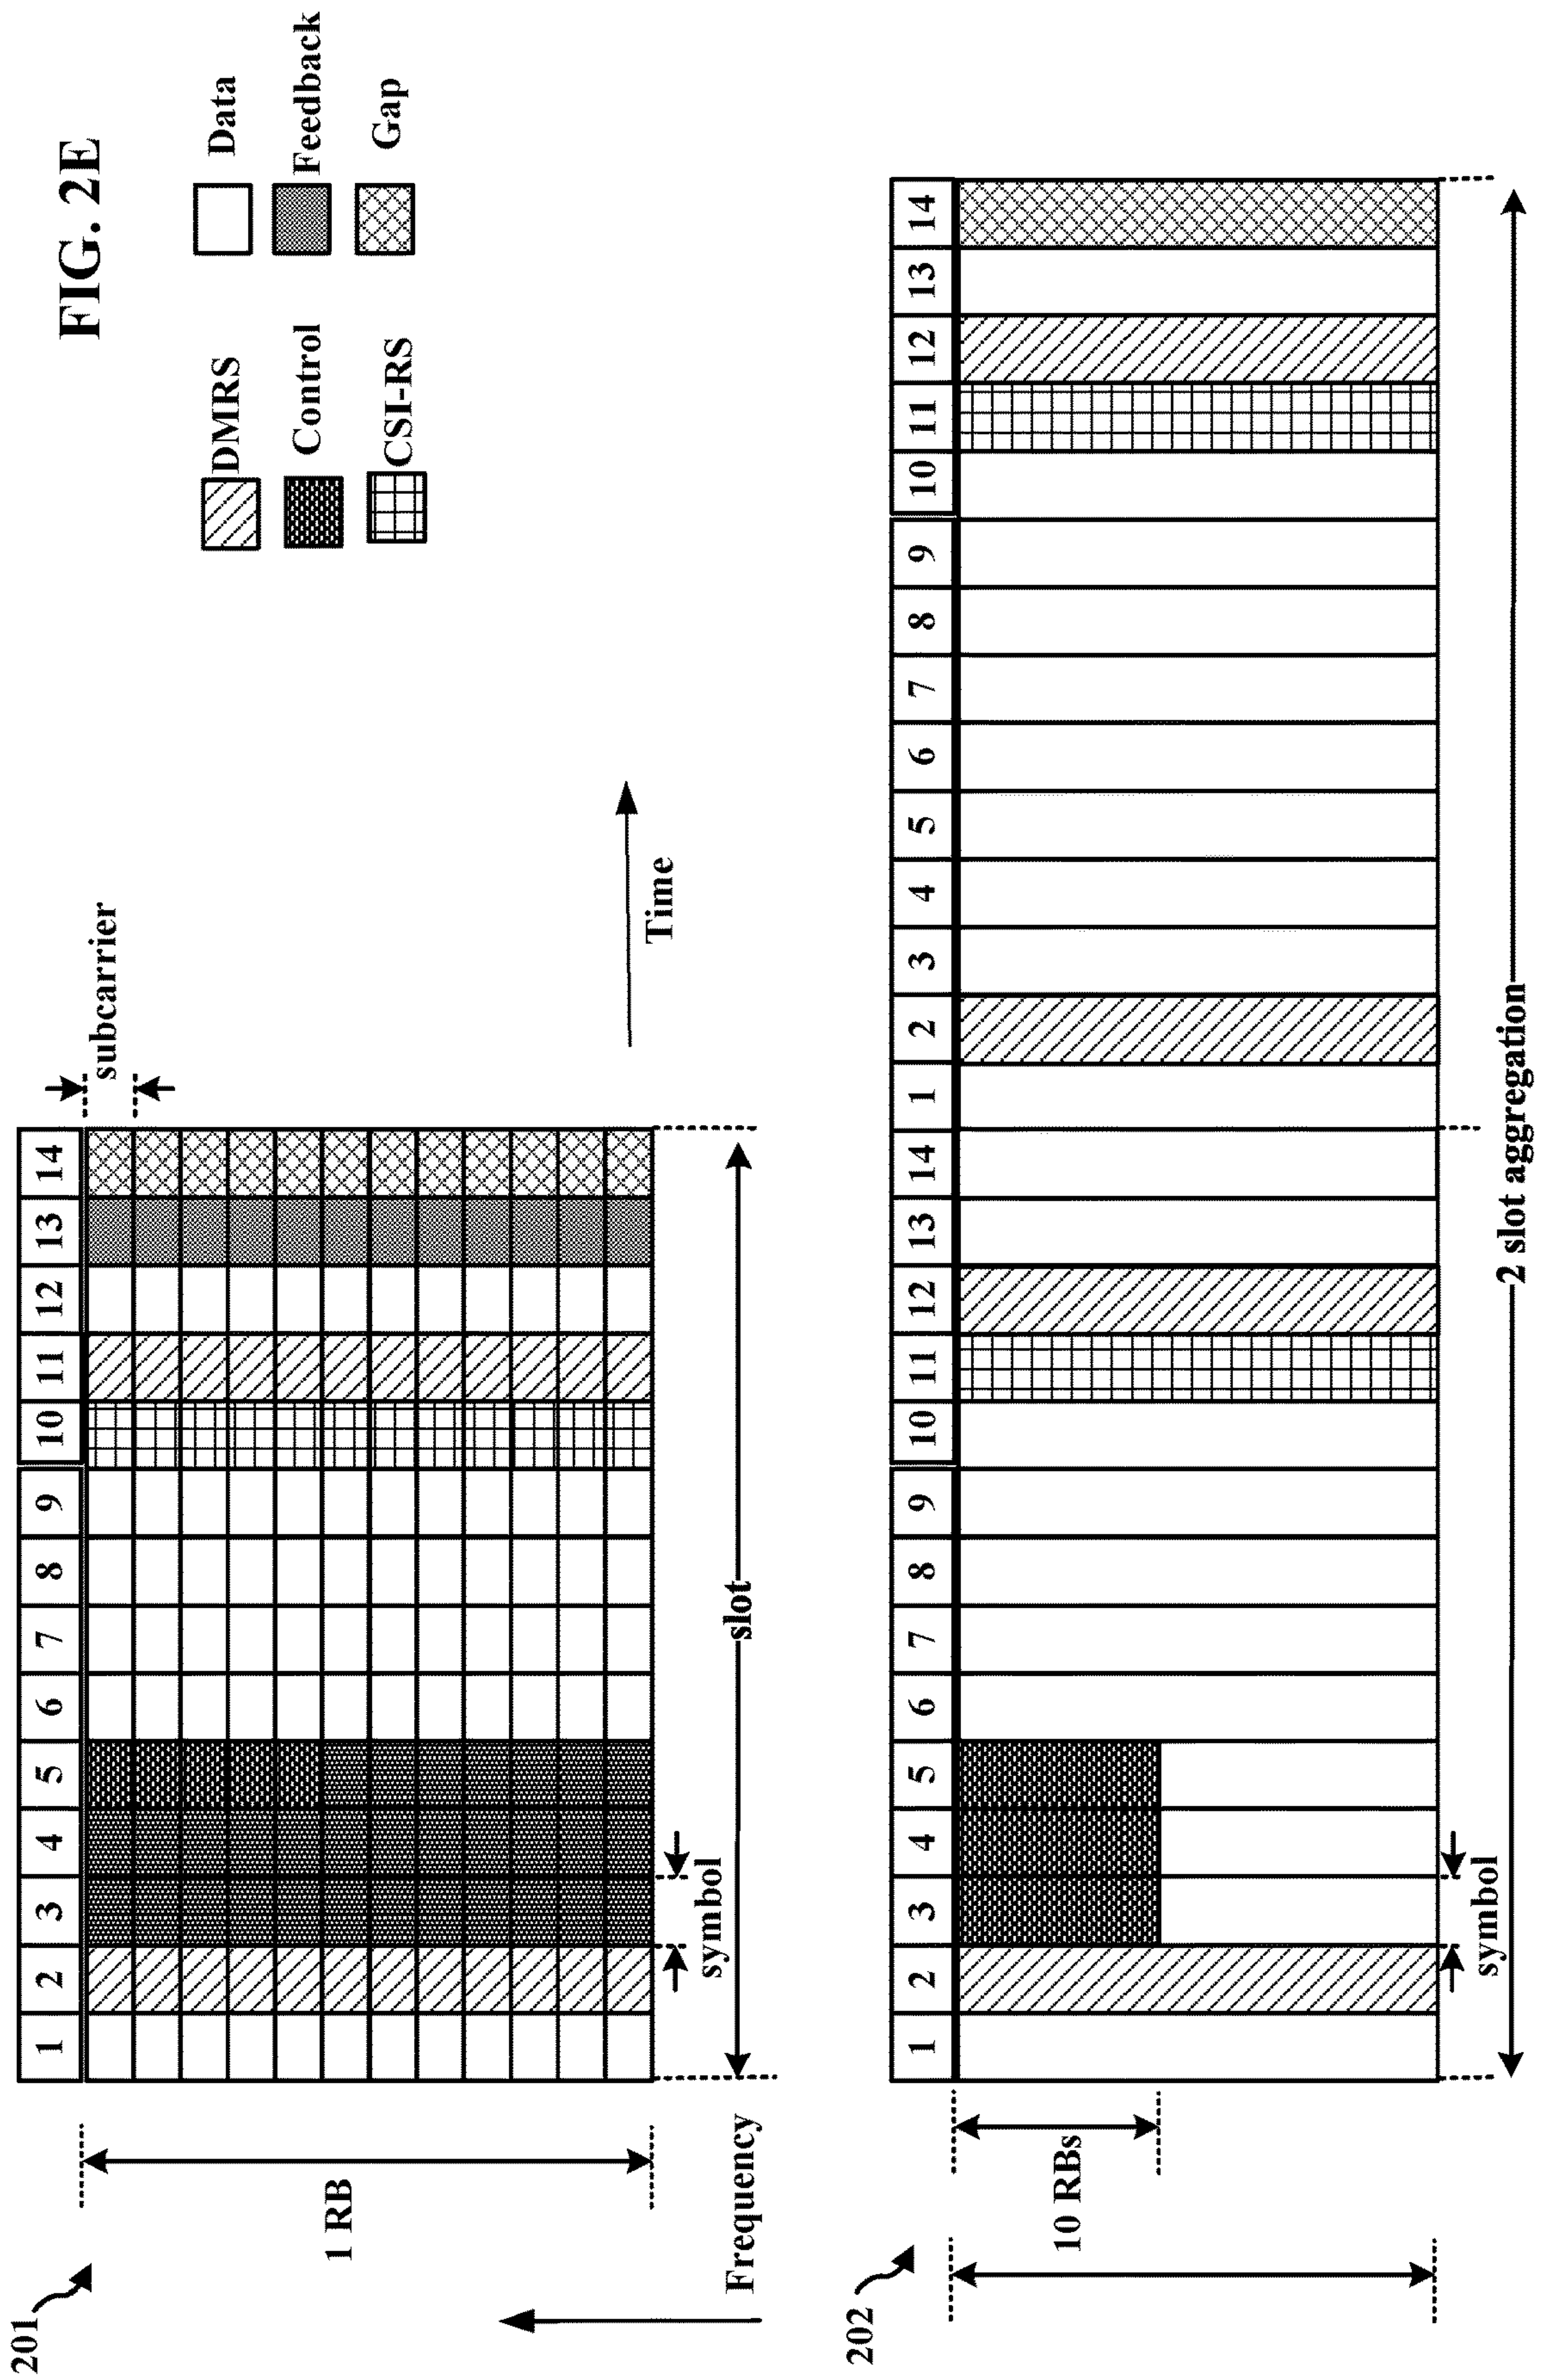 FIG. 2E
DMRS Data
Control Feedback
CSI-RS Gap
201
1 2 3 4 5 6 7 8 9 10 11 12 13 14
subcarrier
1 RB
symbol
slot
Frequency
Time
202
1 2 3 4 5 6 7 8 9 10 11 12 13 14 1 2 3 4 5 6 7 8 9 10 11 12 13 14
10 RBs
symbol
2 slot aggregation